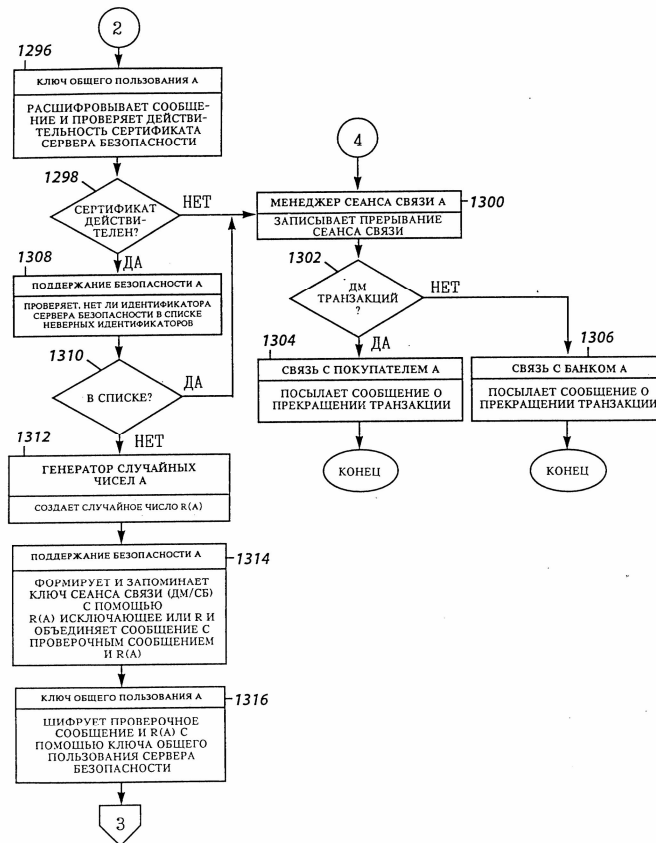 2
1296
КЛЮЧ ОБЩЕГО ПОЛЬЗОВАНИЯ А
РАСШИФРОВЫВАЕТ СООБЩЕ-
НИЕ И ПРОВЕРЯЕТ ДЕЙСТВИ-
ТЕЛЬНОСТЬ СЕРТИФИКАТА
СЕРВЕРА БЕЗОПАСНОСТИ
1298
СЕРТИФИКАТ
ДЕЙСТВИ-
ТЕЛЕН?
НЕТ
ДА
1308
ПОДДЕРЖАНИЕ БЕЗОПАСНОСТИ А
ПРОВЕРЯЕТ, НЕТ ЛИ ИДЕНТИФИКАТОРА
СЕРВЕРА БЕЗОПАСНОСТИ В СПИСКЕ
НЕВЕРНЫХ ИДЕНТИФИКАТОРОВ
1310
В СПИСКЕ?
ДА
НЕТ
1312
ГЕНЕРАТОР СЛУЧАЙНЫХ
ЧИСЕЛ А
СОЗДАЕТ СЛУЧАЙНОЕ ЧИСЛО R(A)
ПОДДЕРЖАНИЕ БЕЗОПАСНОСТИ А
1314
ФОРМИРУЕТ И ЗАПОМИНАЕТ
КЛЮЧ СЕАНСА СВЯЗИ (ДМ/СБ)
С ПОМОЩЬЮ
R(A) ИСКЛЮЧАЮЩЕЕ ИЛИ R И
ОБЪЕДИНЯЕТ СООБЩЕНИЕ С
ПРОВЕРОЧНЫМ СООБЩЕНИЕМ
И R(A)
КЛЮЧ ОБЩЕГО ПОЛЬЗОВАНИЯ А
1316
ШИФРУЕТ ПРОВЕРОЧНОЕ
СООБЩЕНИЕ И R(A) С
ПОМОЩЬЮ КЛЮЧА ОБЩЕГО
ПОЛЬЗОВАНИЯ СЕРВЕРА
БЕЗОПАСНОСТИ
3
4
МЕНЕДЖЕР СЕАНСА СВЯЗИ А
1300
ЗАПИСЫВАЕТ ПРЕРЫВАНИЕ
СЕАНСА СВЯЗИ
1302
ДМ
ТРАНЗАКЦИЙ
?
НЕТ
ДА
1304
СВЯЗЬ С ПОКУПАТЕЛЕМ А
ПОСЫЛАЕТ СООБЩЕНИЕ О
ПРЕКРАЩЕНИИ ТРАНЗАКЦИИ
КОНЕЦ
1306
СВЯЗЬ С БАНКОМ А
ПОСЫЛАЕТ СООБЩЕНИЕ О
ПРЕКРАЩЕНИИ ТРАНЗАКЦИИ
КОНЕЦ